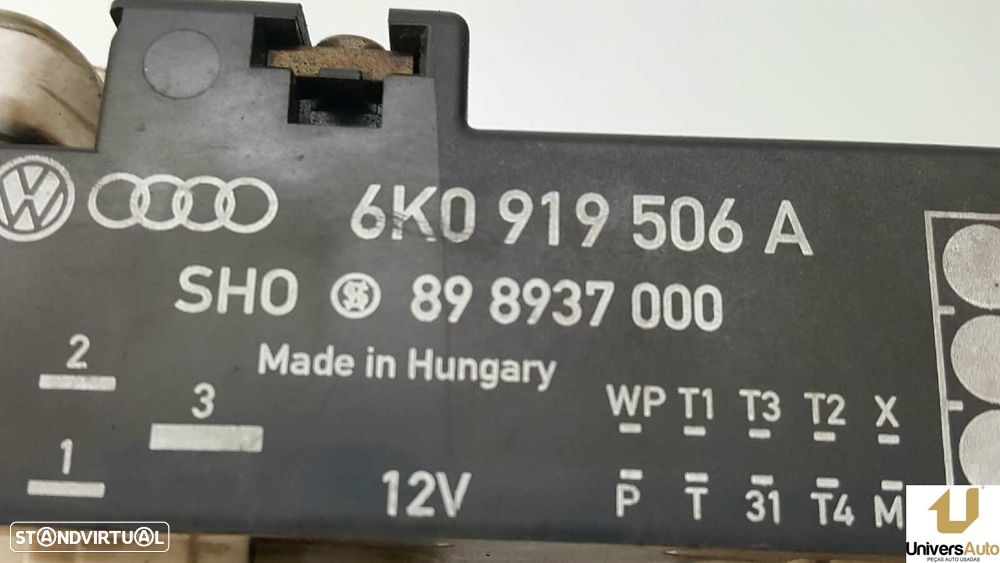 6K0 919 506 A
SHO 89 8937 000
Made in Hungary
2
3
1
12V
WP T1 T3 T2 X
P T 31 T4 M
STANDVIRTUAL
UniversAuto
PEÇAS AUTO USADAS